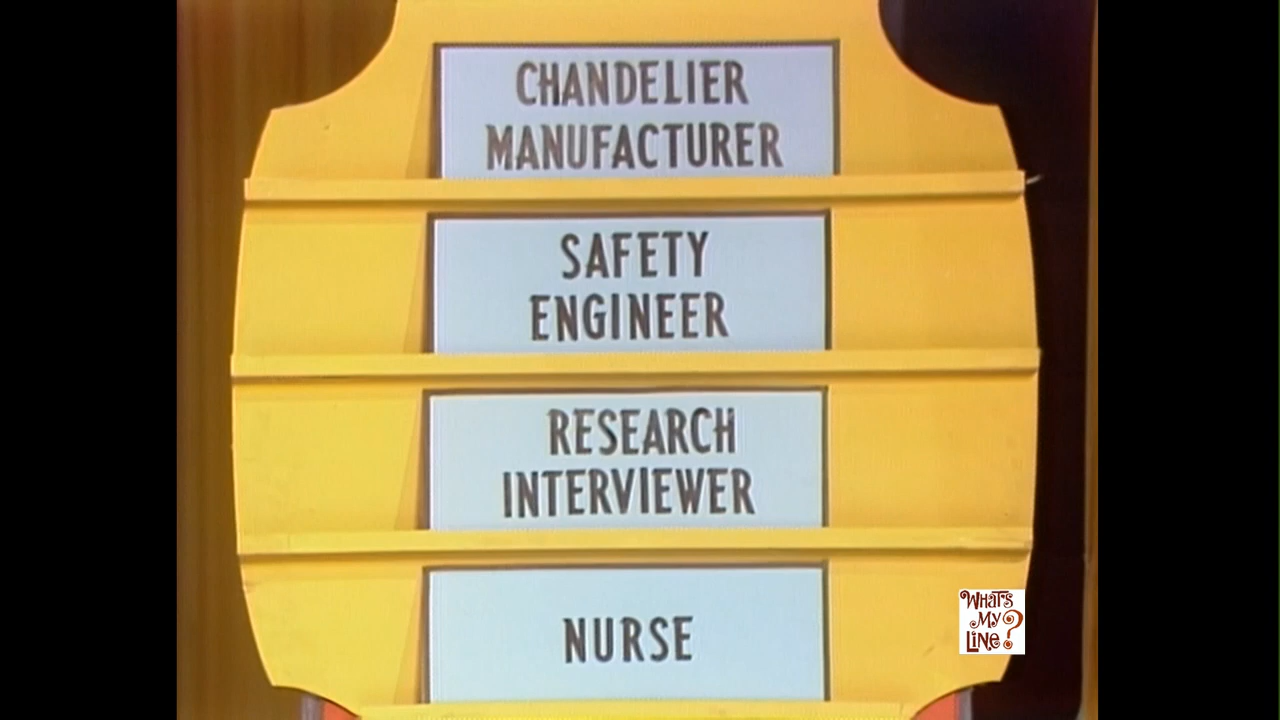 CHANDELIER
MANUFACTURER
SAFETY
ENGINEER
RESEARCH
INTERVIEWER
NURSE
WHAT'S
MY
LINE?